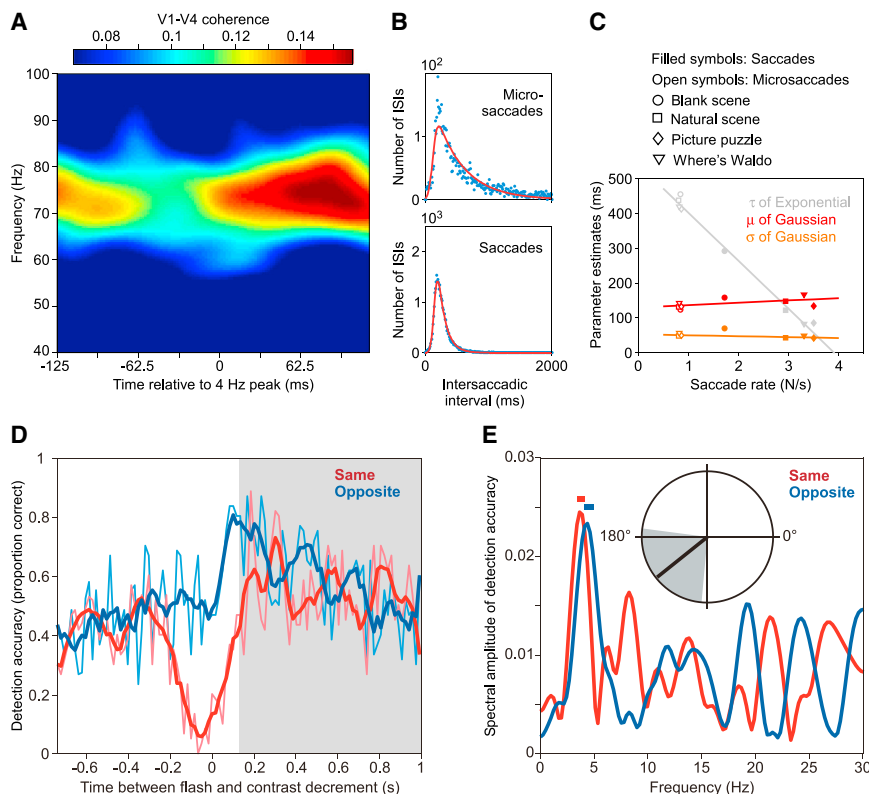 A
V1-V4 coherence
0.08 0.1 0.12 0.14
Frequency (Hz)
100
90
80
70
60
50
40
-125 -62.5 0 62.5
Time relative to 4 Hz peak (ms)
B
10²
Micro-
saccades
Number of ISIs
1
0
10³
Saccades
Number of ISIs
2
1
0
0 2000
Intersaccadic
interval (ms)
C
Filled symbols: Saccades
Open symbols: Microsaccades
Blank scene
Natural scene
Picture puzzle
Where's Waldo
Parameter estimates (ms)
500
400
300
200
100
0
τ of Exponential
μ of Gaussian
σ of Gaussian
0 1 2 3 4
Saccade rate (N/s)
D
Same
Opposite
Detection accuracy (proportion correct)
1
0.8
0.6
0.4
0.2
0
-0.6 -0.4 -0.2 0 0.2 0.4 0.6 0.8 1
Time between flash and contrast decrement (s)
E
Same
Opposite
Spectral amplitude of detection accuracy
0.03
0.02
0.01
0
180° 0°
0 5 10 15 20 25 30
Frequency (Hz)